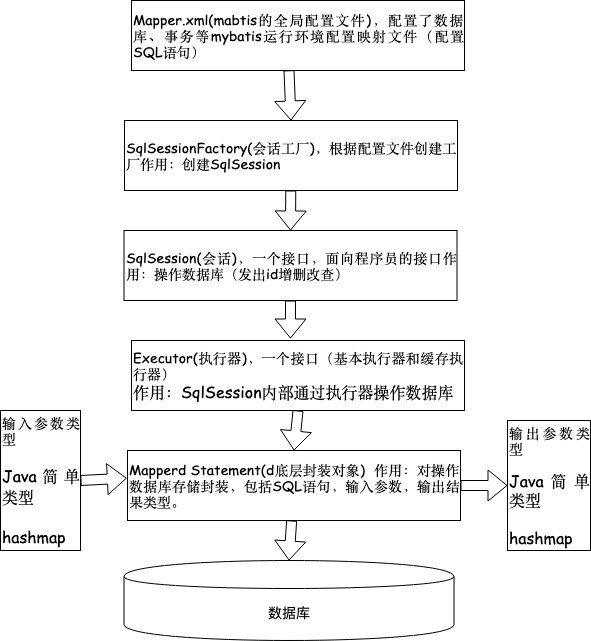 Mapper.xml(mabtis的全局配置文件)，配置了数据
库、事务等mybatis运行环境配置映射文件（配置
SQL语句）
SqlSessionFactory(会话工厂)，根据配置文件创建工
厂作用：创建SqlSession
SqlSession(会话)，一个接口，面向程序员的接口作
用：操作数据库（发出id增删改查）
Executor(执行器)，一个接口（基本执行器和缓存执
行器）
作用：SqlSession内部通过执行器操作数据库
输入参数类
型
Java 简 单
类型
hashmap
Mapperd Statement(d底层封装对象) 作用：对操作
数据库存储封装，包括SQL语句，输入参数，输出结
果类型。
输出参数类
型
Java 简 单
类型
hashmap
数据库